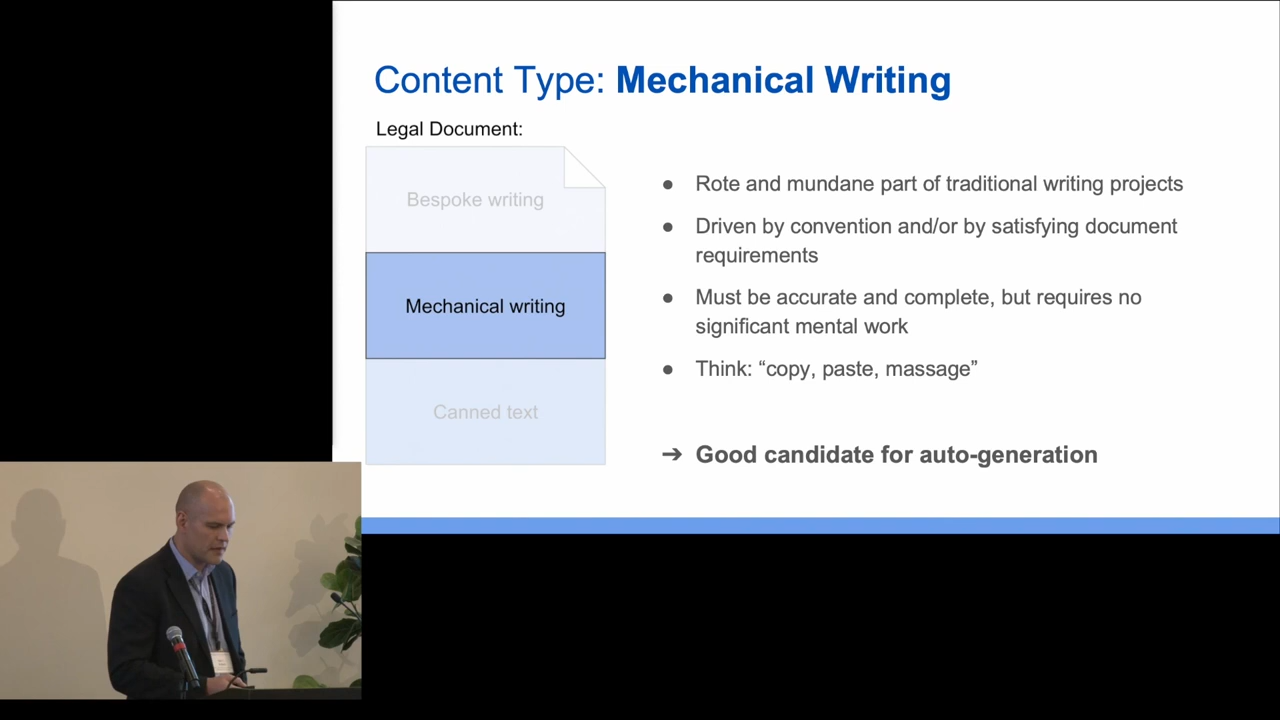 Content Type: Mechanical Writing
Legal Document:
Bespoke writing
Mechanical writing
Canned text
● Rote and mundane part of traditional writing projects
● Driven by convention and/or by satisfying document
requirements
● Must be accurate and complete, but requires no
significant mental work
● Think: “copy, paste, massage”
➔ Good candidate for auto-generation